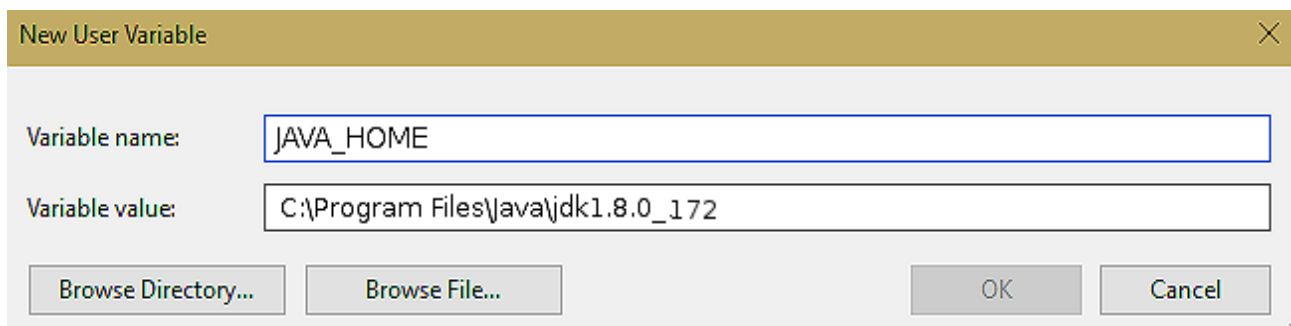 New User Variable
Variable name: JAVA_HOME
Variable value: C:\Program Files\Java\jdk1.8.0_172
Browse Directory... Browse File... OK Cancel